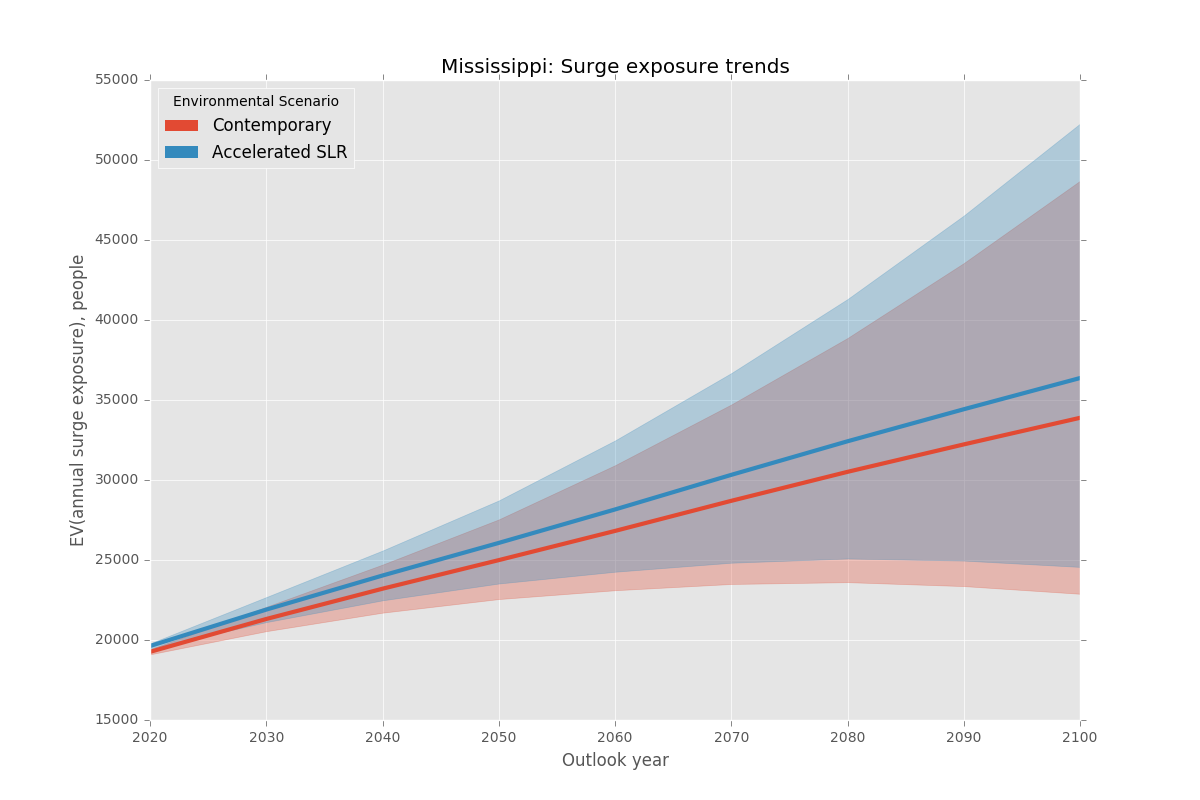 Mississippi: Surge exposure trends
Environmental Scenario
Contemporary
Accelerated SLR
EV(annual surge exposure), people
55000
50000
45000
40000
35000
30000
25000
20000
15000
2020 2030 2040 2050 2060 2070 2080 2090 2100
Outlook year